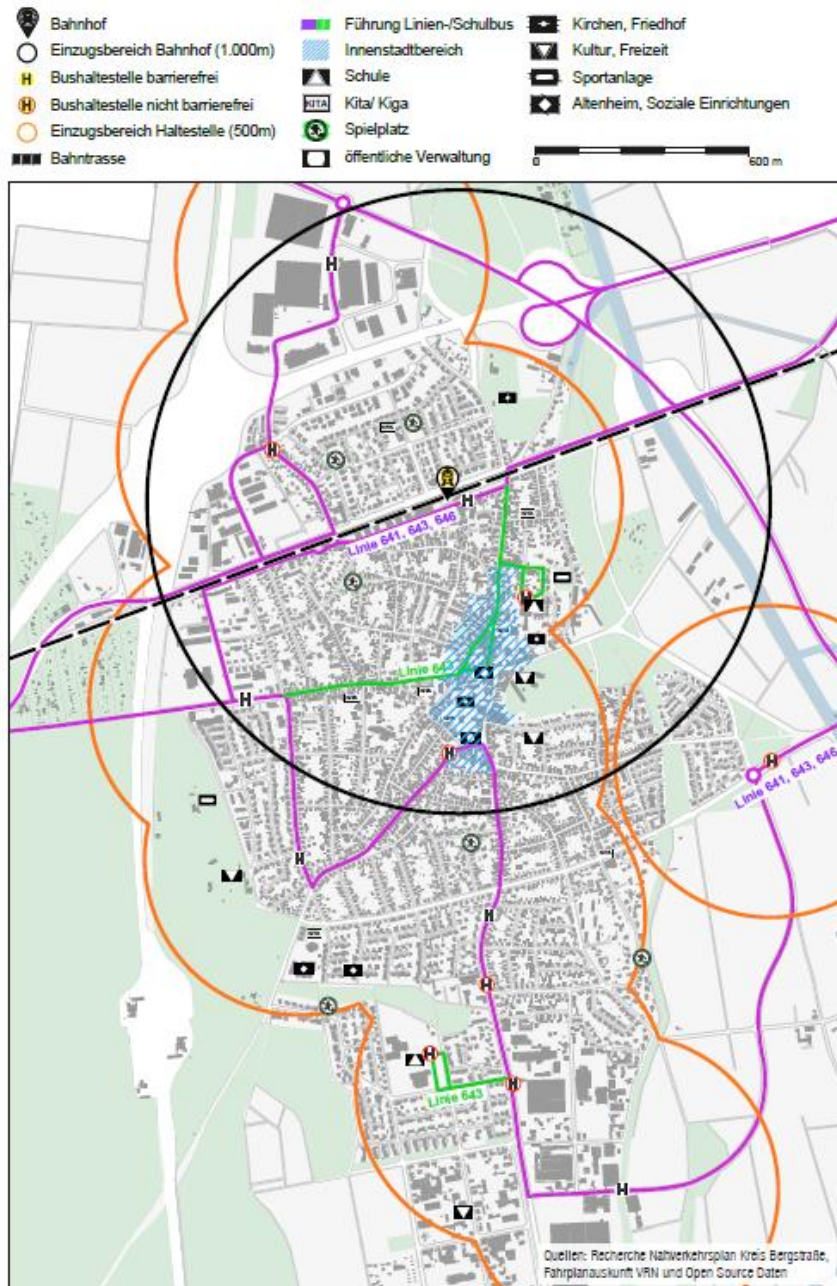 Bahnhof
Einzugsbereich Bahnhof (1.000m)
H Bushaltestelle barrierefrei
H Bushaltestelle nicht barrierefrei
Einzugsbereich Haltestelle (500m)
Bahntrasse
Führung Linien-/Schulbus
Innenstadtbereich
Schule
KITA Kita/ Kiga
Spielplatz
öffentliche Verwaltung
Kirchen, Friedhof
Kultur, Freizeit
Sportanlage
Altenheim, Soziale Einrichtungen
0 600 m
H
H
H
Linie 641, 643, 646
H
Linie 643
H
H
H
Linie 641, 643, 646
H
H
H
H
H
Linie 643
H
H
Quellen: Recherche Nahverkehrsplan Kreis Bergstraße,
Fahrplanauskunft VRN und Open Source Daten